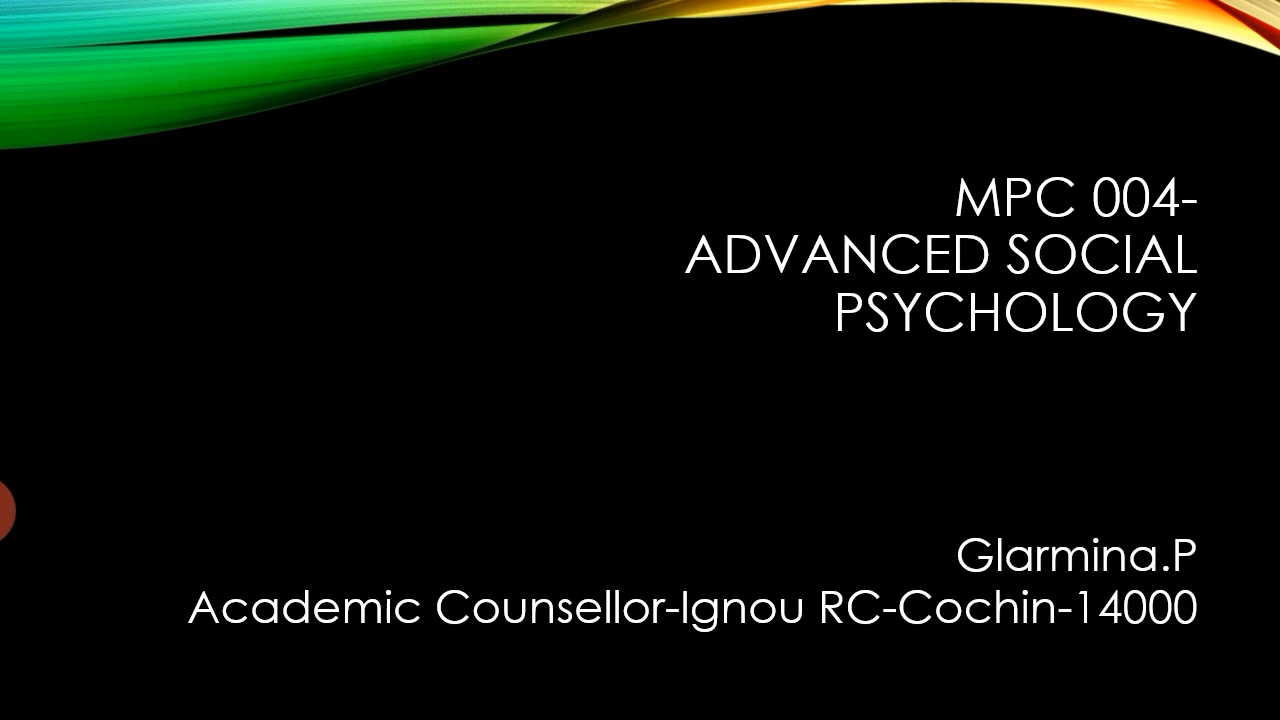 MPC 004-
ADVANCED SOCIAL
PSYCHOLOGY
Glarmina.P
Academic Counsellor-Ignou RC-Cochin-14000